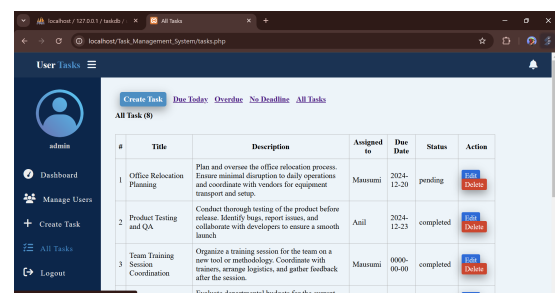 localhost / 127.0.0.1 / taskdb /
All Tasks
localhost/Task_Management_System/tasks.php
User Tasks
Create Task Due Today Overdue No Deadline All Tasks
All Task (8)
admin
Dashboard
Manage Users
Create Task
All Tasks
Logout
# Title Description Assigned to Due Date Status Action
1 Office Relocation Planning Plan and oversee the office relocation process. Ensure minimal disruption to daily operations and coordinate with vendors for equipment transport and setup. Mausumi 2024-12-20 pending Edit Delete
2 Product Testing and QA Conduct thorough testing of the product before release. Identify bugs, report issues, and collaborate with developers to ensure a smooth launch Anil 2024-12-23 completed Edit Delete
3 Team Training Session Coordination Organize a training session for the team on a new tool or methodology. Coordinate with trainers, arrange logistics, and gather feedback after the session. Mausumi 0000-00-00 completed Edit Delete